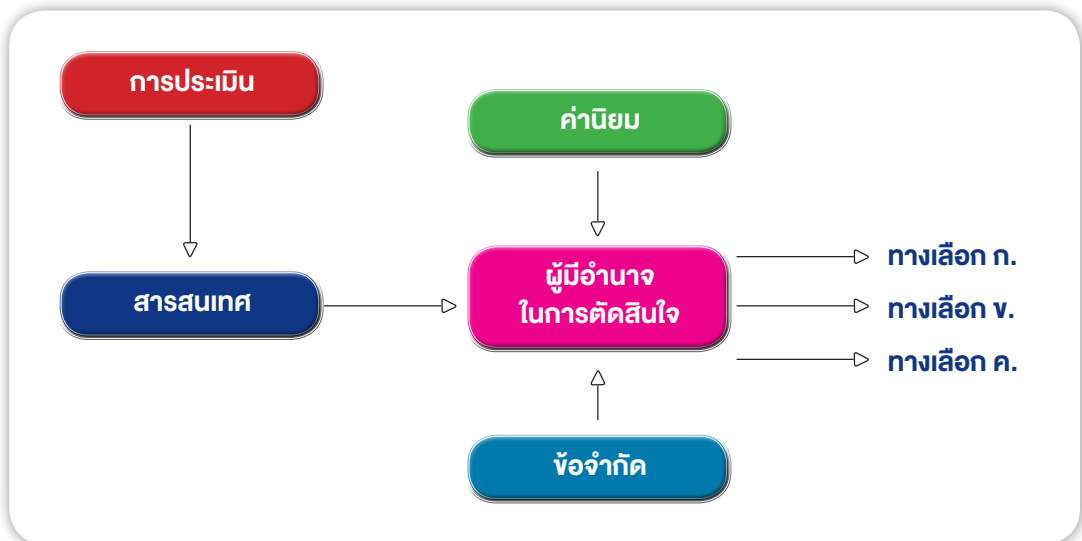 การประเมิน
ค่านิยม
สารสนเทศ
ผู้มีอำนาจ
ในการตัดสินใจ
ทางเลือก ก.
ทางเลือก ข.
ทางเลือก ค.
ข้อจำกัด